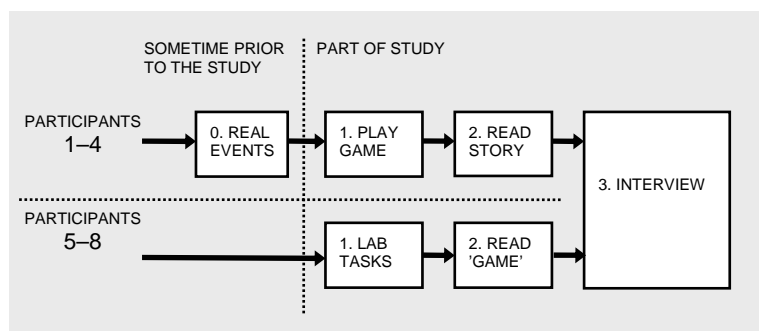 SOMETIME PRIOR
TO THE STUDY
PART OF STUDY
PARTICIPANTS
1–4
0. REAL
EVENTS
1. PLAY
GAME
2. READ
STORY
3. INTERVIEW
PARTICIPANTS
5–8
1. LAB
TASKS
2. READ
'GAME'